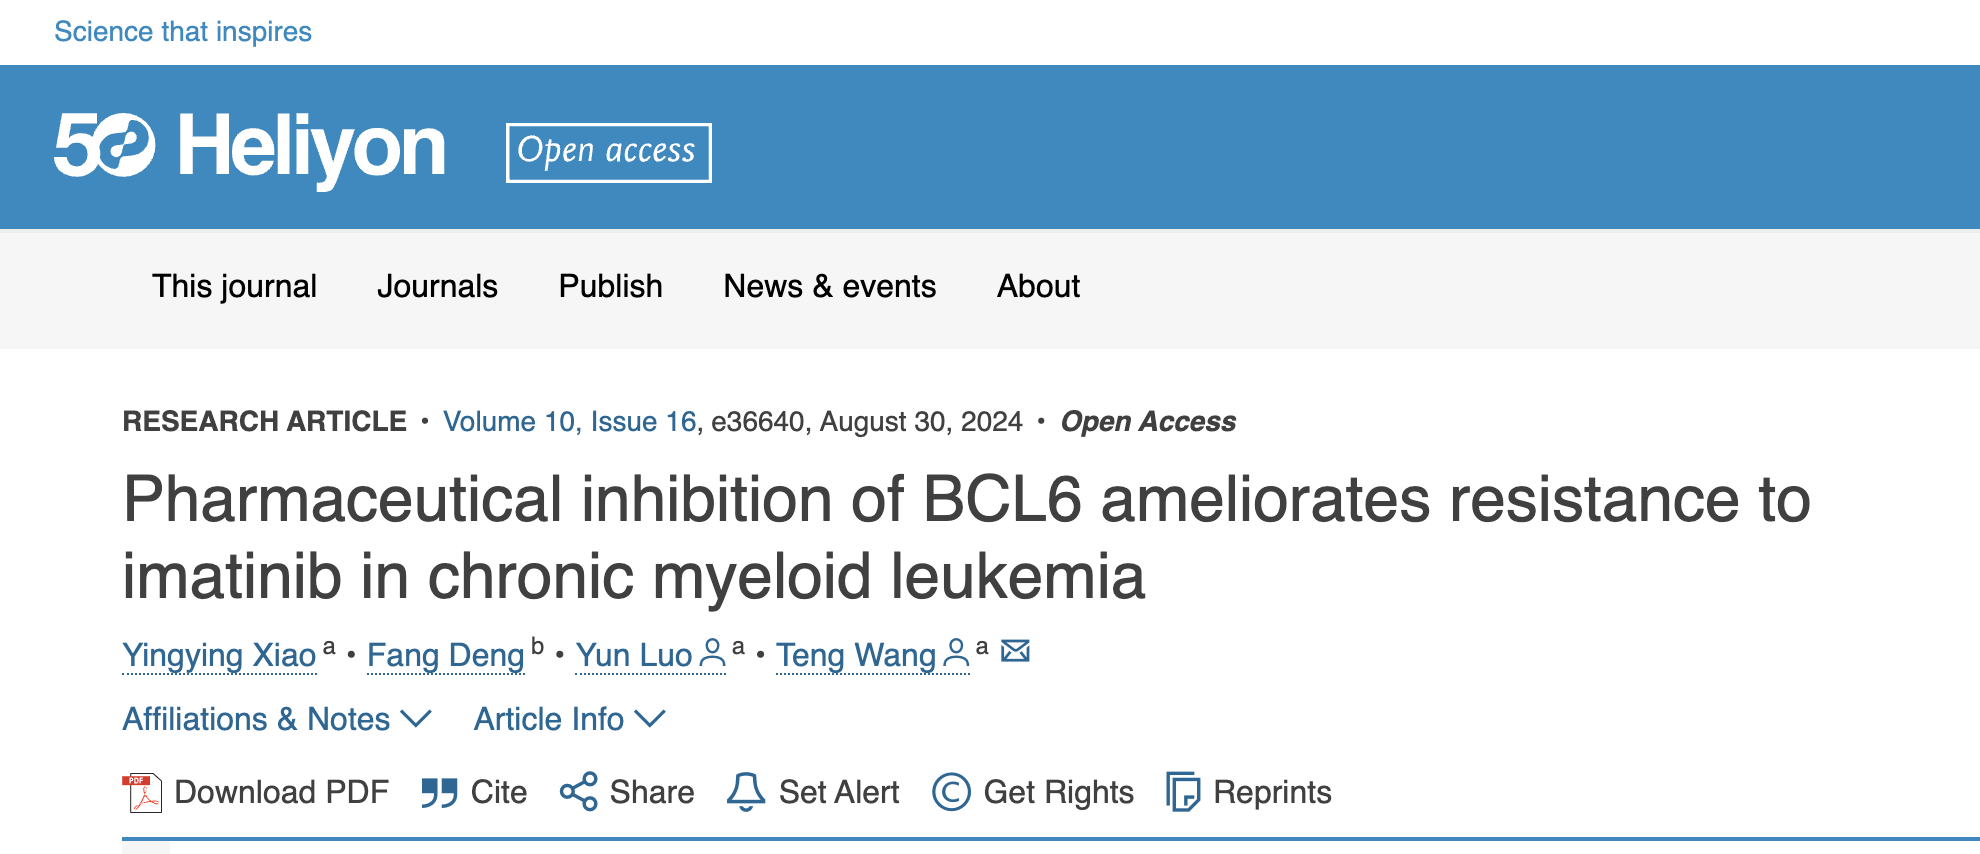 Science that inspires
50 Heliyon Open access
This journal Journals Publish News & events About
RESEARCH ARTICLE · Volume 10, Issue 16, e36640, August 30, 2024 · Open Access
Pharmaceutical inhibition of BCL6 ameliorates resistance to
imatinib in chronic myeloid leukemia
Yingying Xiao a · Fang Deng b · Yun Luo a · Teng Wang a
Affiliations & Notes Article Info
PDF Download PDF Cite Share Set Alert © Get Rights Reprints